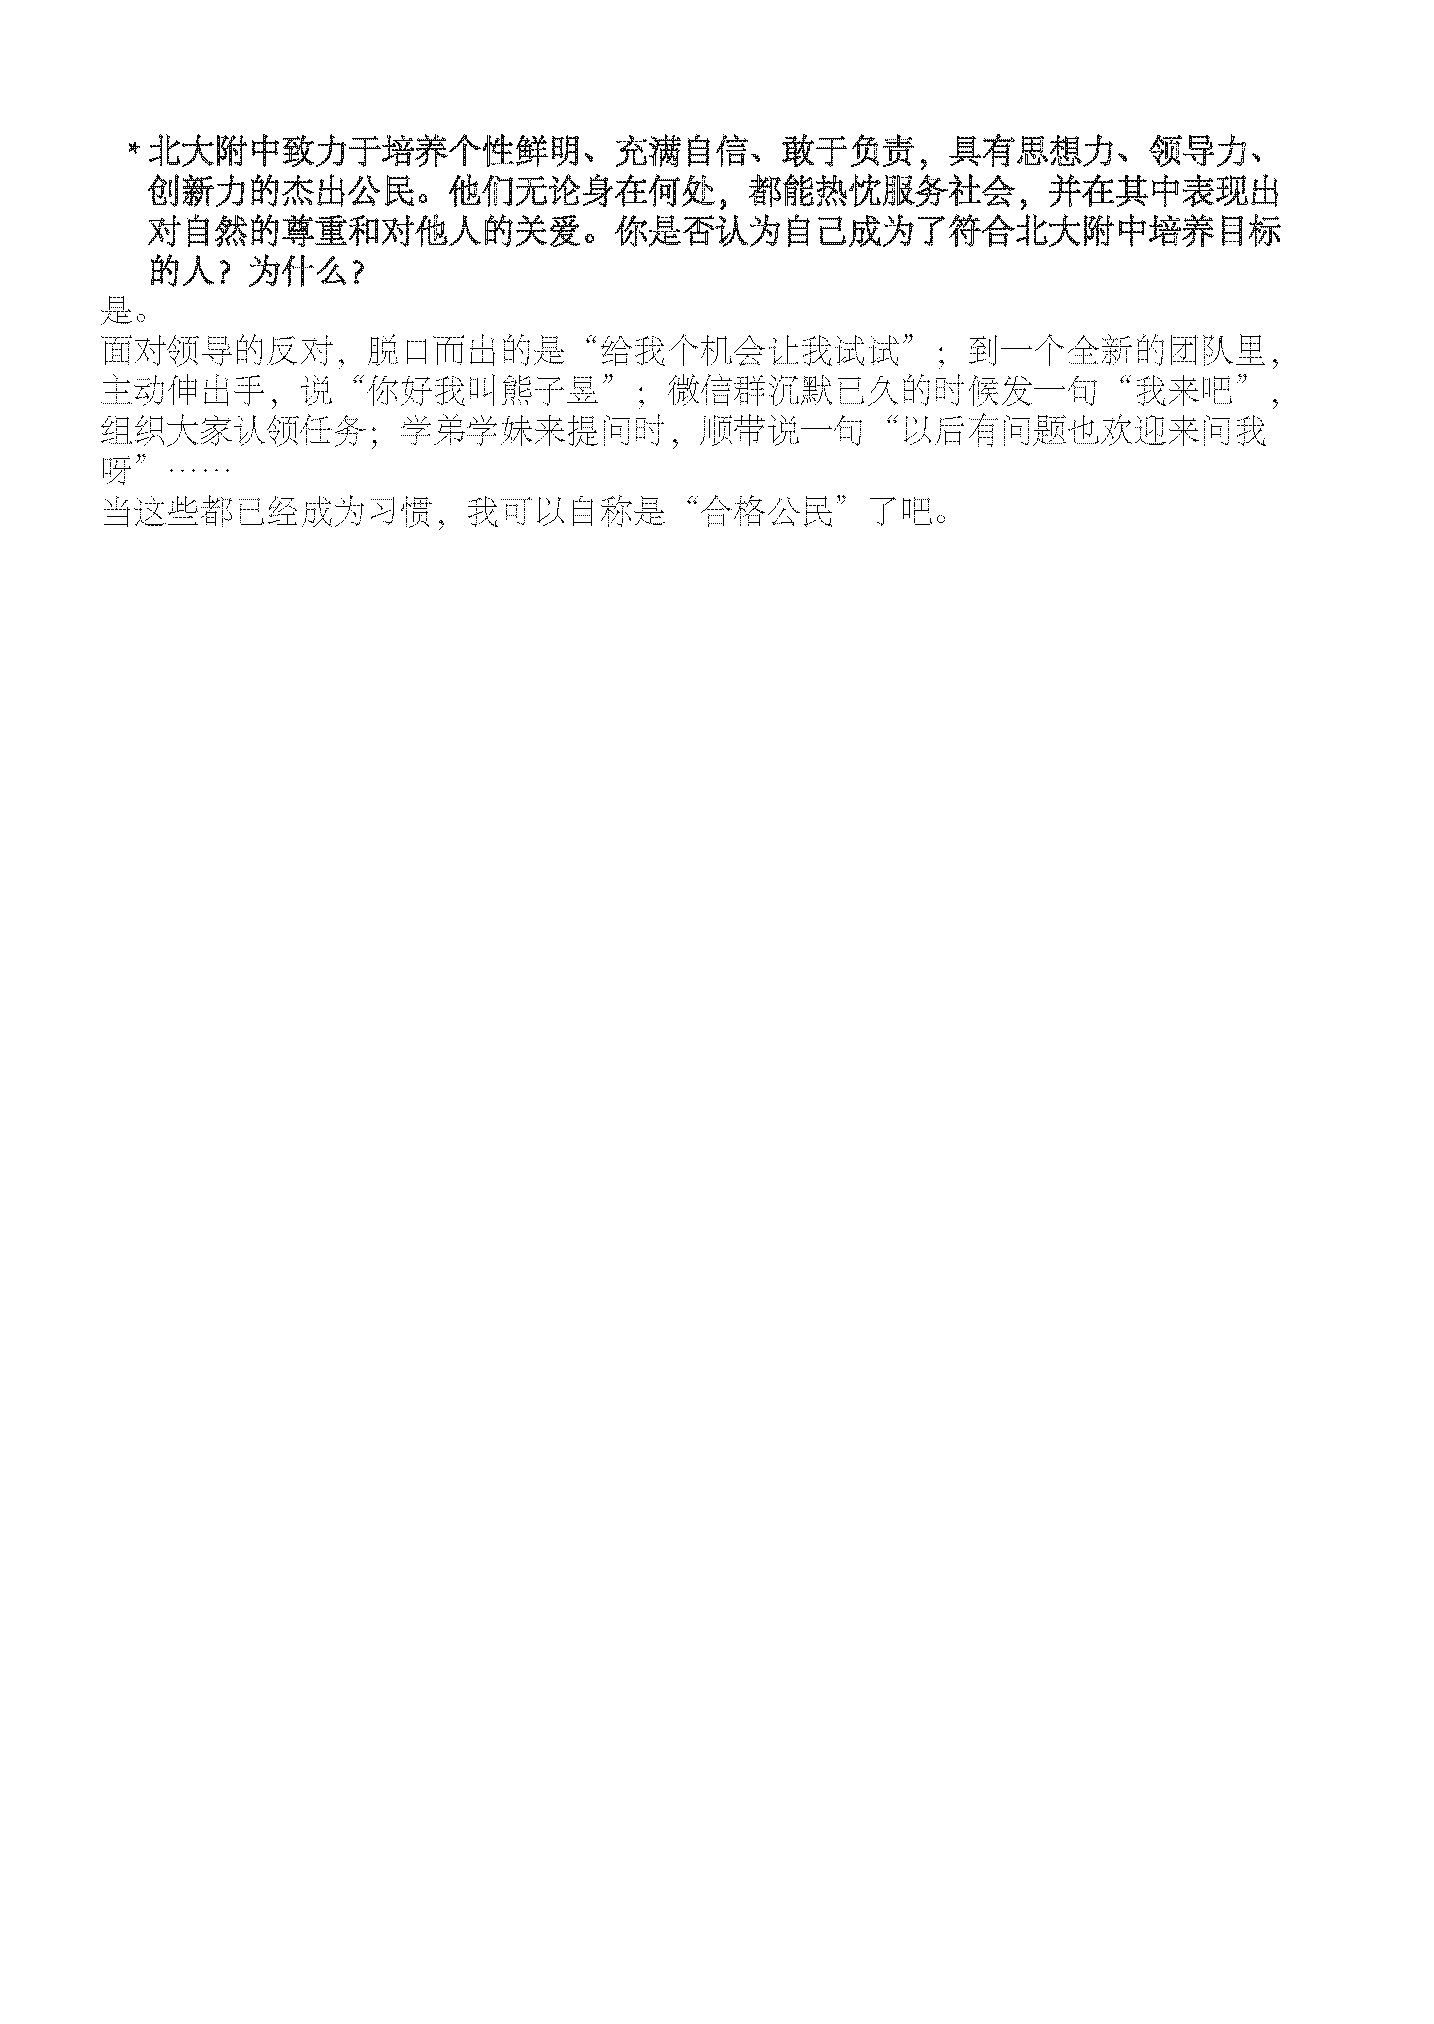 *北大附中致力于培养个性鲜明、充满自信、敢于负责，具有思想力、领导力、
创新力的杰出公民。他们无论身在何处，都能热忱服务社会，并在其中表现出
对自然的尊重和对他人的关爱。你是否认为自己成为了符合北大附中培养目标
的人？为什么？
是。
面对领导的反对，脱口而出的是“给我个机会让我试试”；到一个全新的团队里，
主动伸出手，说“你好我叫熊子昱”；微信群沉默已久的时候发一句“我来吧”，
组织大家认领任务；学弟学妹来提问时，顺带说一句“以后有问题也欢迎来问我
呀”……
当这些都已经成为习惯，我可以自称是“合格公民”了吧。